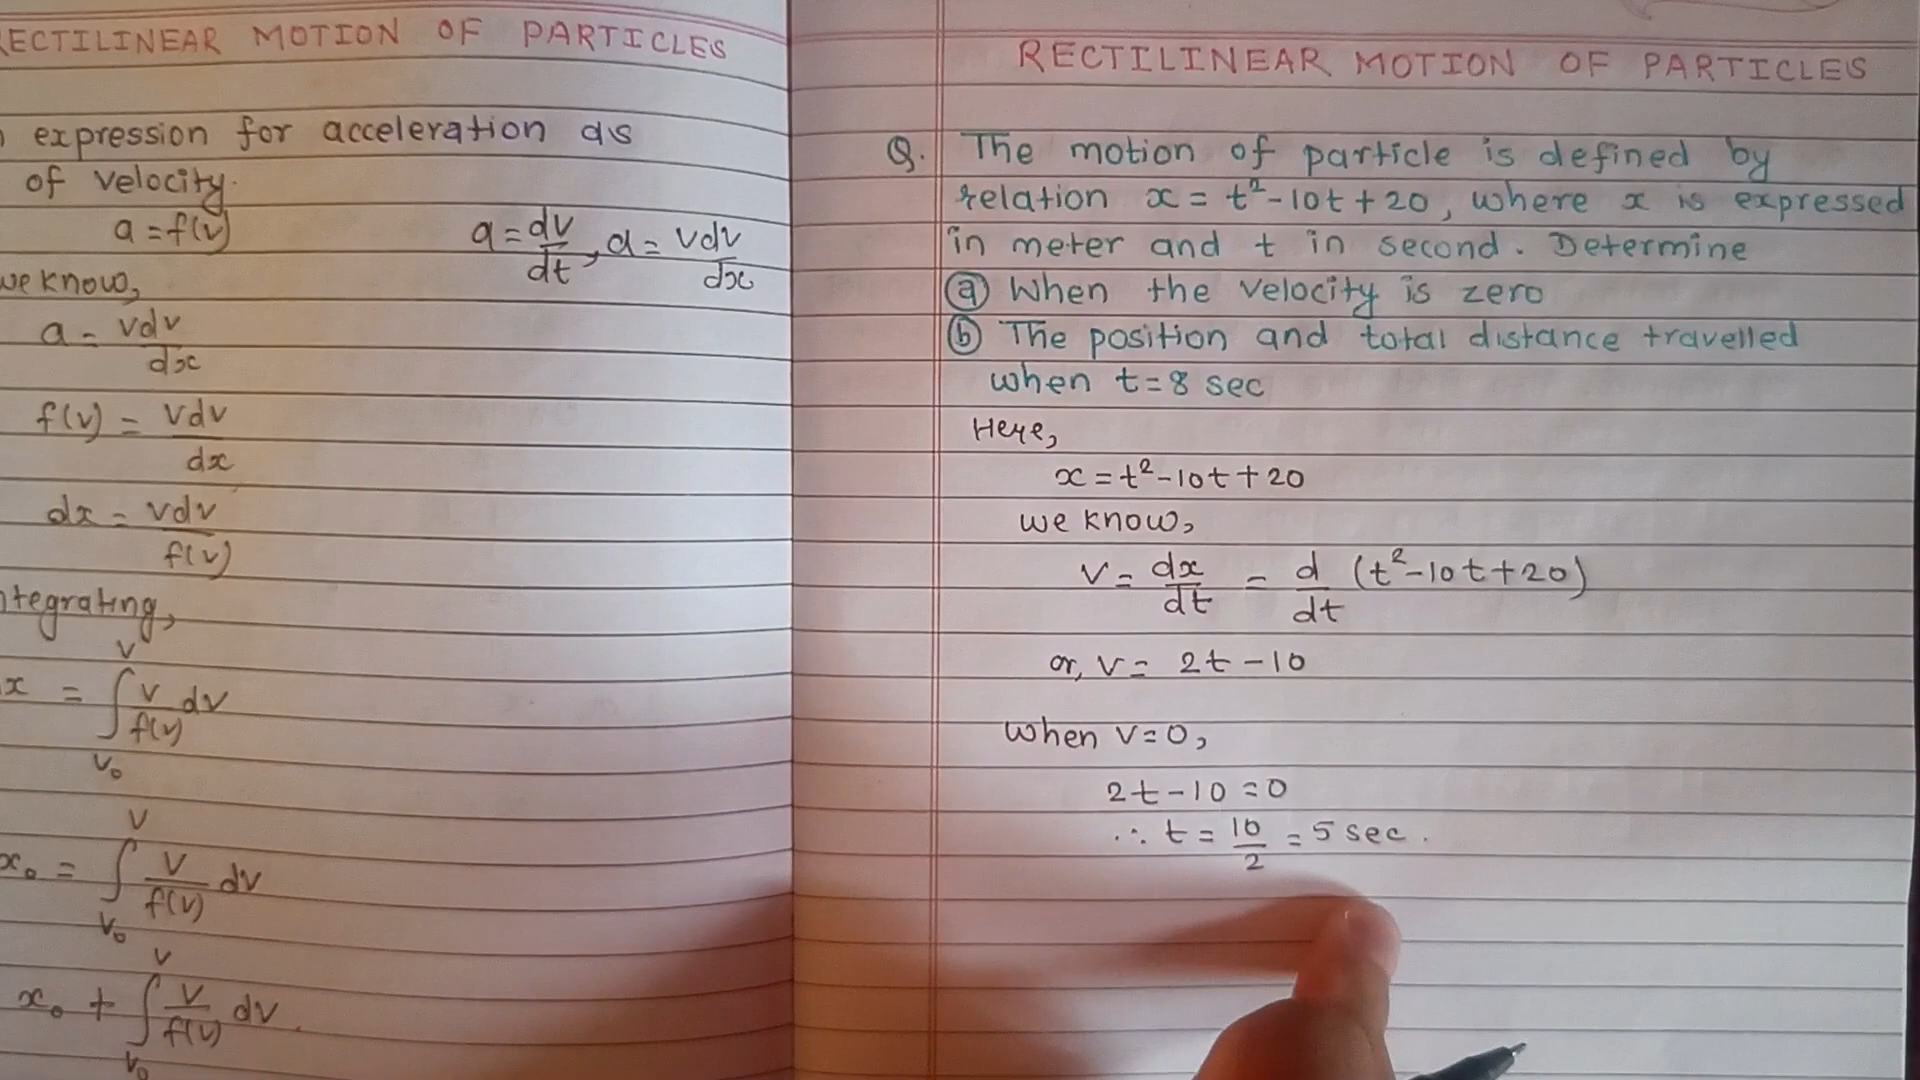 RECTILINEAR MOTION OF PARTICLES
expression for acceleration as
of velocity.
a = f(v) a = dv/dt, a = vdv/dx
we know,
a = vdv/dx
f(v) = vdv/dx
dx = vdv/f(v)
ntegrating,
x = ∫ᵥ₀ᵛ v/f(v) dv
x₀ = ∫ᵥ₀ᵛ v/f(v) dv
x₀ + ∫ᵥ₀ᵛ v/f(v) dv.
RECTILINEAR MOTION OF PARTICLES
Q. The motion of particle is defined by
relation x = t²-10t+20, where x is expressed
in meter and t in second. Determine
ⓐ When the velocity is zero
ⓑ The position and total distance travelled
when t=8 sec
Here,
x = t²-10t+20
we know,
v = dx/dt = d/dt (t²-10t+20)
or, v = 2t-10
When v=0,
2t-10=0
∴ t = 10/2 = 5 sec.